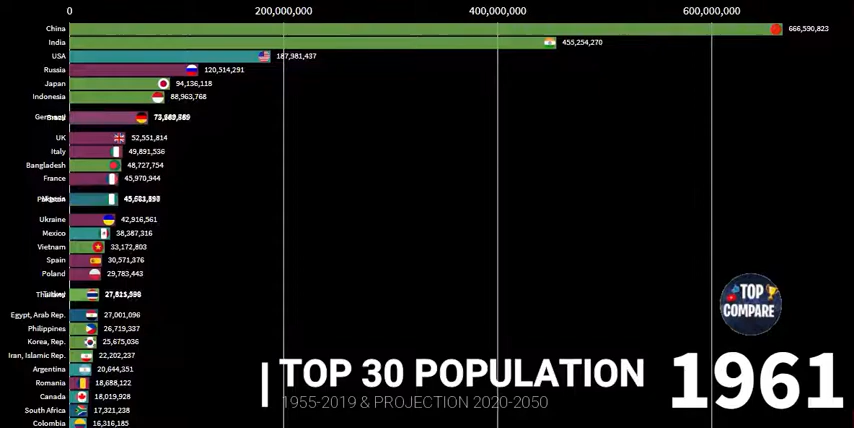 0 200,000,000 400,000,000 600,000,000
China 666,590,823
India 455,254,270
USA 187,981,437
Russia 120,514,291
Japan 94,136,118
Indonesia 88,963,768
UK 52,551,814
Italy 49,891,536
Bangladesh 48,727,754
France 45,970,944
Ukraine 42,916,561
Mexico 38,387,316
Vietnam 33,172,803
Spain 30,571,376
Poland 29,783,443
Egypt, Arab Rep. 27,001,096
Philippines 26,719,337
Korea, Rep. 25,675,036
Iran, Islamic Rep. 22,202,237
Argentina 20,644,351
Romania 18,688,122
Canada 18,019,928
South Africa 17,321,238
Colombia 16,316,185
TOP
COMPARE
TOP 30 POPULATION
1955-2019 & PROJECTION 2020-2050
1961